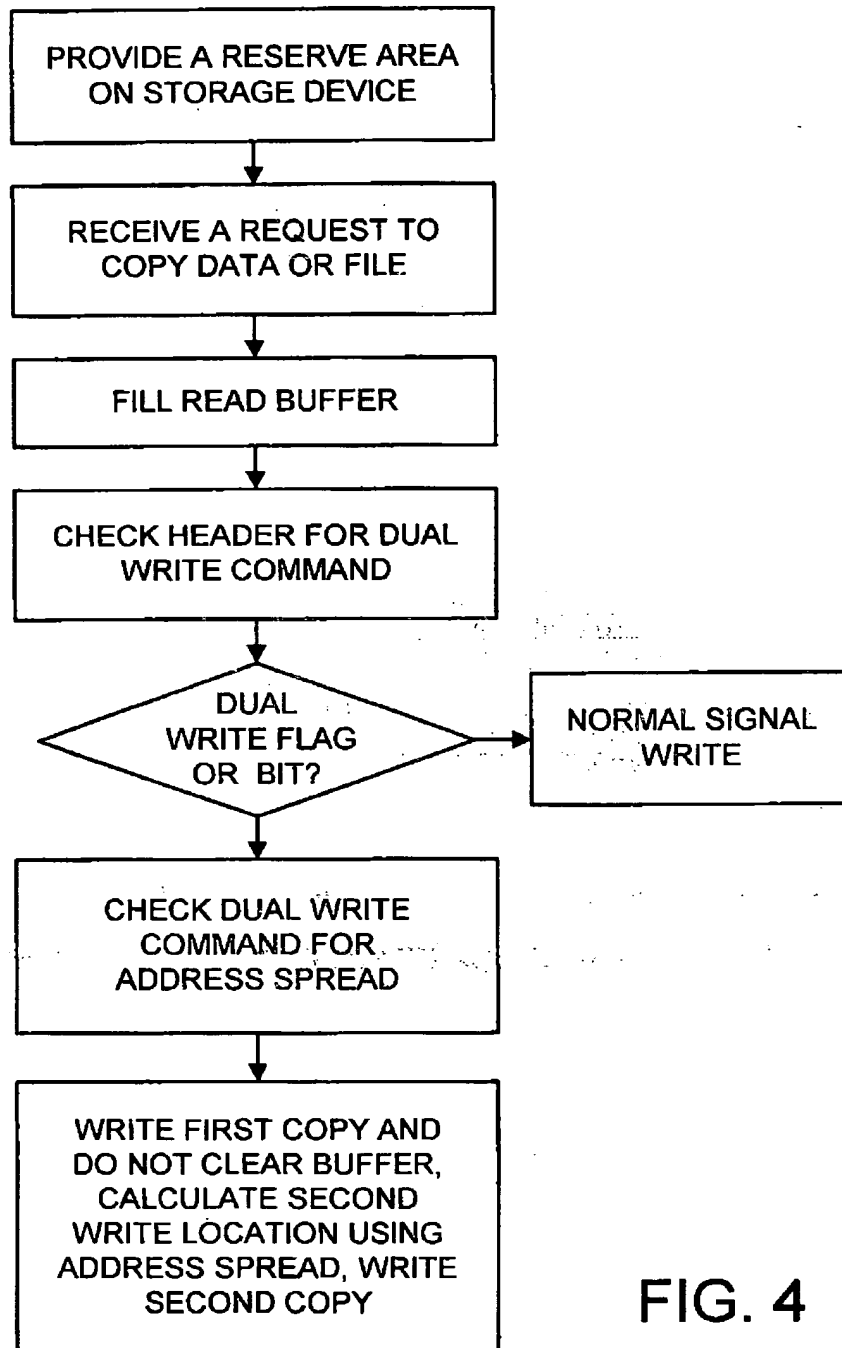 PROVIDE A RESERVE AREA
ON STORAGE DEVICE
RECEIVE A REQUEST TO
COPY DATA OR FILE
FILL READ BUFFER
CHECK HEADER FOR DUAL
WRITE COMMAND
DUAL
WRITE FLAG
OR BIT?
NORMAL SIGNAL
WRITE
CHECK DUAL WRITE
COMMAND FOR
ADDRESS SPREAD
WRITE FIRST COPY AND
DO NOT CLEAR BUFFER,
CALCULATE SECOND
WRITE LOCATION USING
ADDRESS SPREAD, WRITE
SECOND COPY
FIG. 4